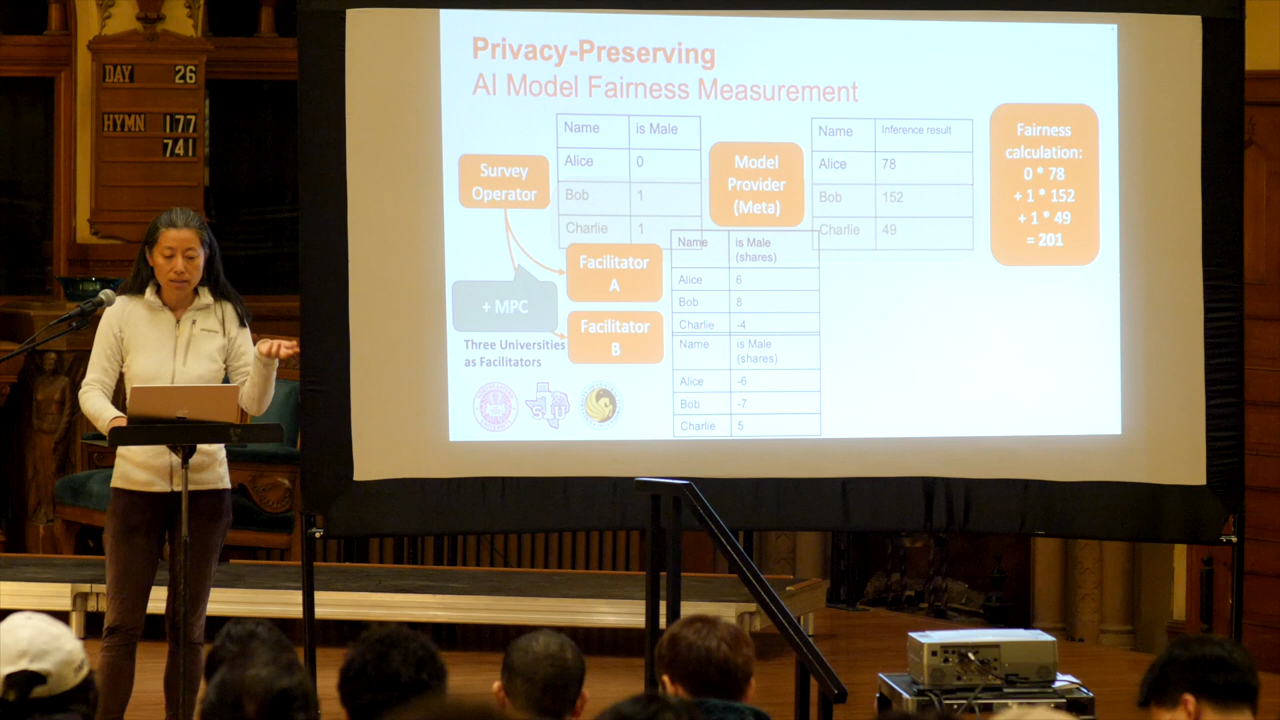 DAY 26
HYMN 177
741
Privacy-Preserving
AI Model Fairness Measurement
Survey
Operator
Name is Male
Alice 0
Bob 1
Charlie 1
Model
Provider
(Meta)
Name Inference result
Alice 78
Bob 152
Charlie 49
Fairness
calculation:
0 * 78
+ 1 * 152
+ 1 * 49
= 201
+ MPC
Facilitator
A
Facilitator
B
Name is Male
(shares)
Alice 6
Bob 8
Charlie -4
Name is Male
(shares)
Alice -6
Bob -7
Charlie 5
Three Universities
as Facilitators